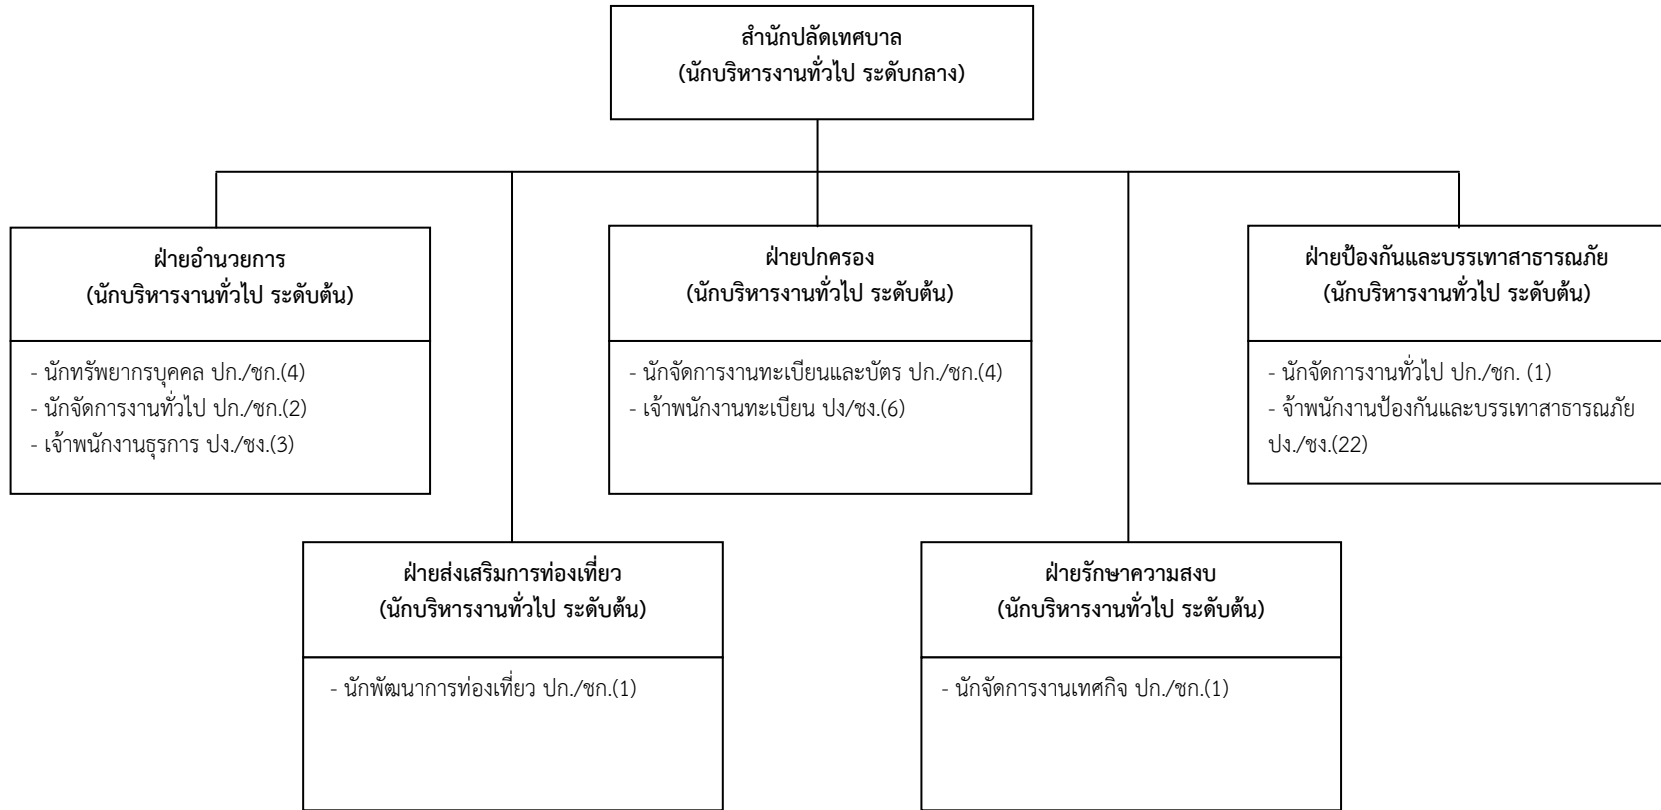 สำนักปลัดเทศบาล
(นักบริหารงานทั่วไป ระดับกลาง)
ฝ่ายอำนวยการ
(นักบริหารงานทั่วไป ระดับต้น)
- นักทรัพยากรบุคคล ปก./ชก.(4)
- นักจัดการงานทั่วไป ปก./ชก.(2)
- เจ้าพนักงานธุรการ ปง./ชง.(3)
ฝ่ายปกครอง
(นักบริหารงานทั่วไป ระดับต้น)
- นักจัดการงานทะเบียนและบัตร ปก./ชก.(4)
- เจ้าพนักงานทะเบียน ปง/ชง.(6)
ฝ่ายป้องกันและบรรเทาสาธารณภัย
(นักบริหารงานทั่วไป ระดับต้น)
- นักจัดการงานทั่วไป ปก./ชก. (1)
- จ้าพนักงานป้องกันและบรรเทาสาธารณภัย
ปง./ชง.(22)
ฝ่ายส่งเสริมการท่องเที่ยว
(นักบริหารงานทั่วไป ระดับต้น)
- นักพัฒนาการท่องเที่ยว ปก./ชก.(1)
ฝ่ายรักษาความสงบ
(นักบริหารงานทั่วไป ระดับต้น)
- นักจัดการงานเทศกิจ ปก./ชก.(1)